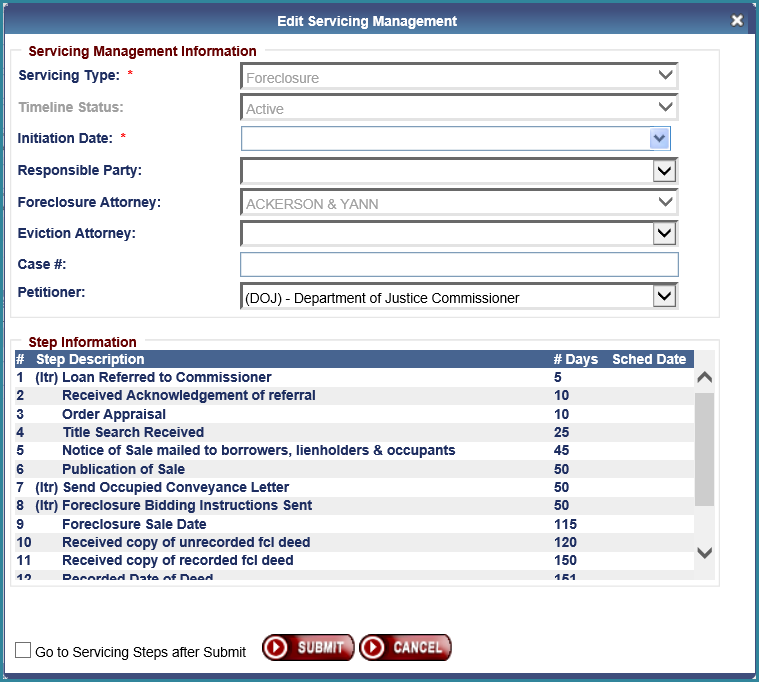 Edit Servicing Management
Servicing Management Information
Servicing Type: * Foreclosure
Timeline Status: Active
Initiation Date: *
Responsible Party:
Foreclosure Attorney: ACKERSON & YANN
Eviction Attorney:
Case #:
Petitioner: (DOJ) - Department of Justice Commissioner
Step Information
# Step Description # Days Sched Date
1 (ltr) Loan Referred to Commissioner 5
2 Received Acknowledgement of referral 10
3 Order Appraisal 10
4 Title Search Received 25
5 Notice of Sale mailed to borrowers, lienholders & occupants 45
6 Publication of Sale 50
7 (ltr) Send Occupied Conveyance Letter 50
8 (ltr) Foreclosure Bidding Instructions Sent 50
9 Foreclosure Sale Date 115
10 Received copy of unrecorded fcl deed 120
11 Received copy of recorded fcl deed 150
12 Recorded Date of Deed 151
Go to Servicing Steps after Submit SUBMIT CANCEL